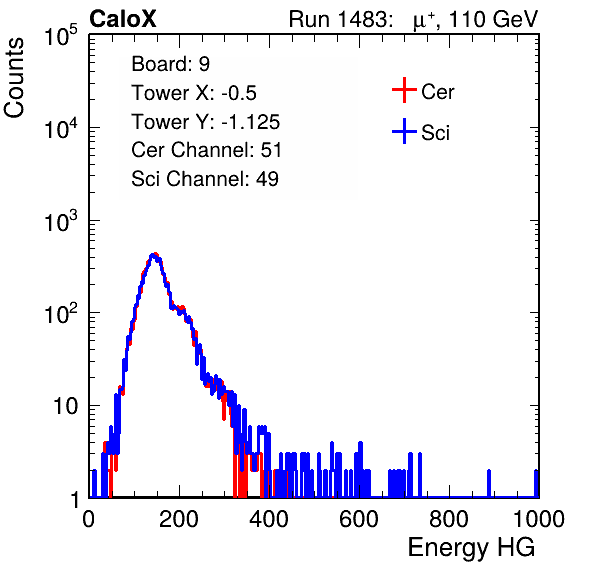 CaloX Run 1483: μ⁺, 110 GeV
Counts
10⁵
10⁴
10³
10²
10
1
Board: 9
Tower X: -0.5
Tower Y: -1.125
Cer Channel: 51
Sci Channel: 49
Cer
Sci
0 200 400 600 800 1000
Energy HG